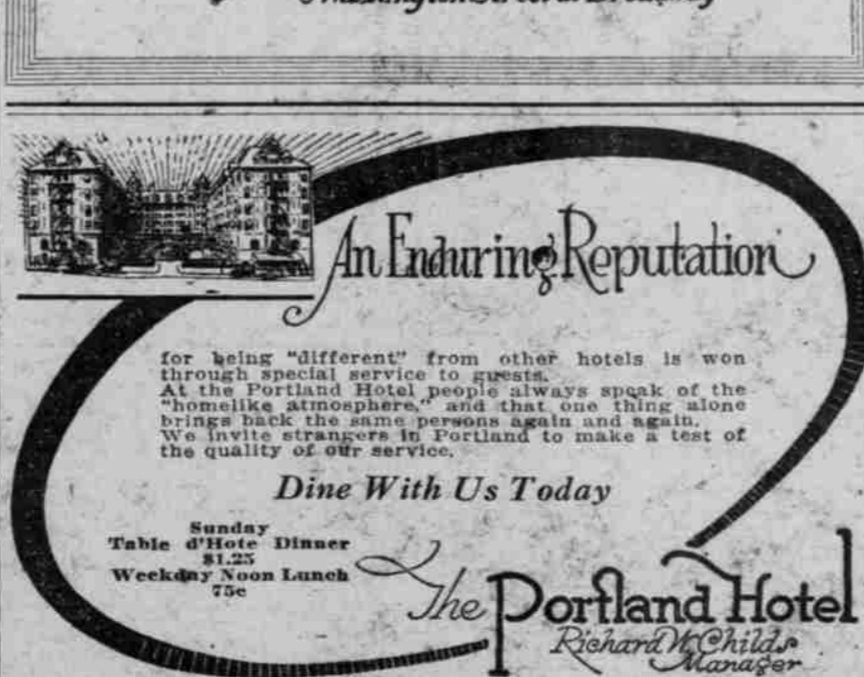 An Enduring Reputation
for being "different" from other hotels is won
through special service to guests.
At the Portland Hotel people always speak of the
"homelike atmosphere," and that one thing alone
brings back the same persons again and again.
We invite strangers in Portland to make a test of
the quality of our service.
Dine With Us Today
Sunday
Table d'Hote Dinner
$1.25
Weekday Noon Lunch
75c
The Portland Hotel
Richard W. Childs
Manager